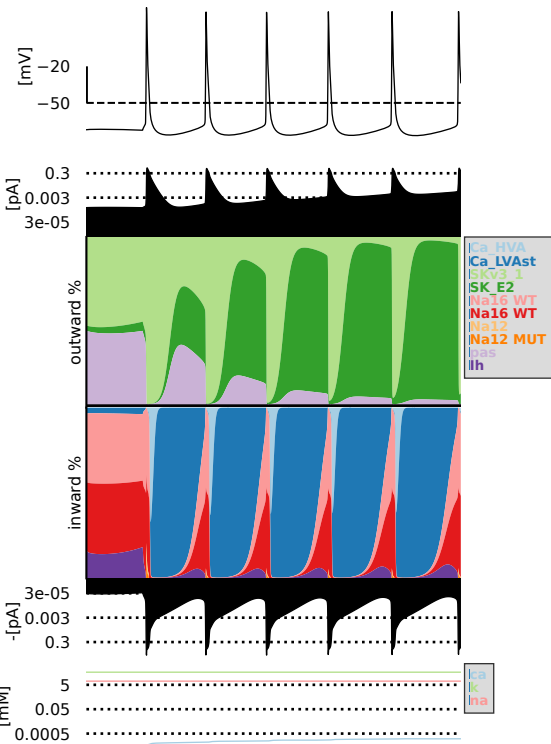 [mV]
−20
−50
[pA]
0.3
0.003
3e-05
outward %
Ca_HVA
Ca_LVAst
SKv3_1
SK_E2
Na16 WT
Na16 WT
Na12
Na12 MUT
pas
Ih
inward %
-[pA]
3e-05
0.003
0.3
[mM]
5
0.05
0.0005
ca
k
na